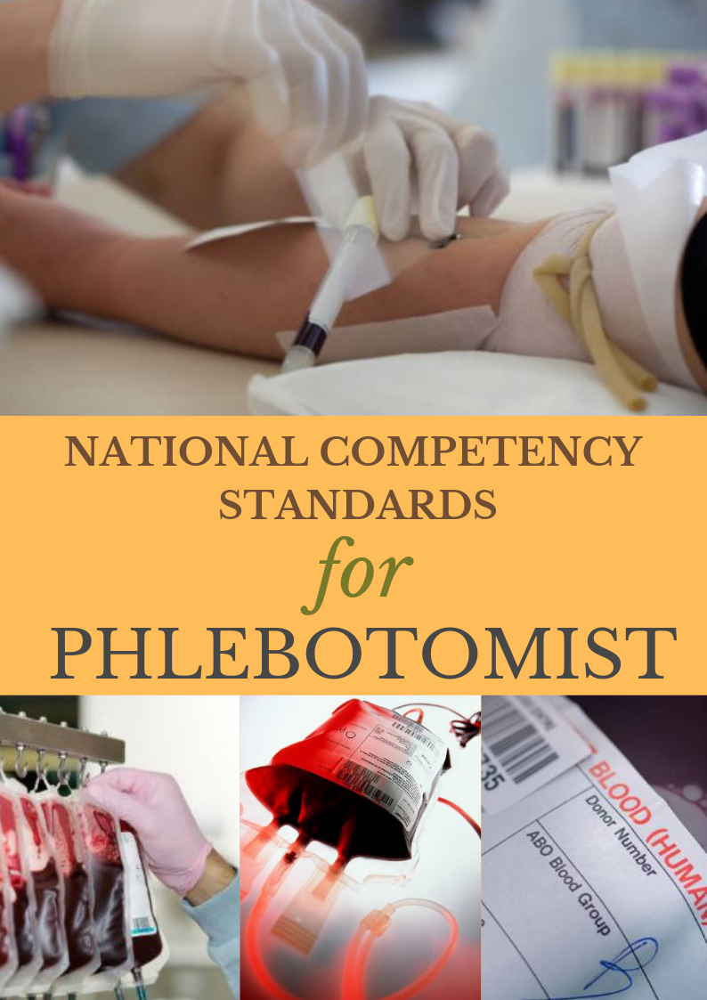 NATIONAL COMPETENCY
STANDARDS
for
PHLEBOTOMIST
35
BLOOD (HUMAN)
Donor Number
ABO Blood Group
B